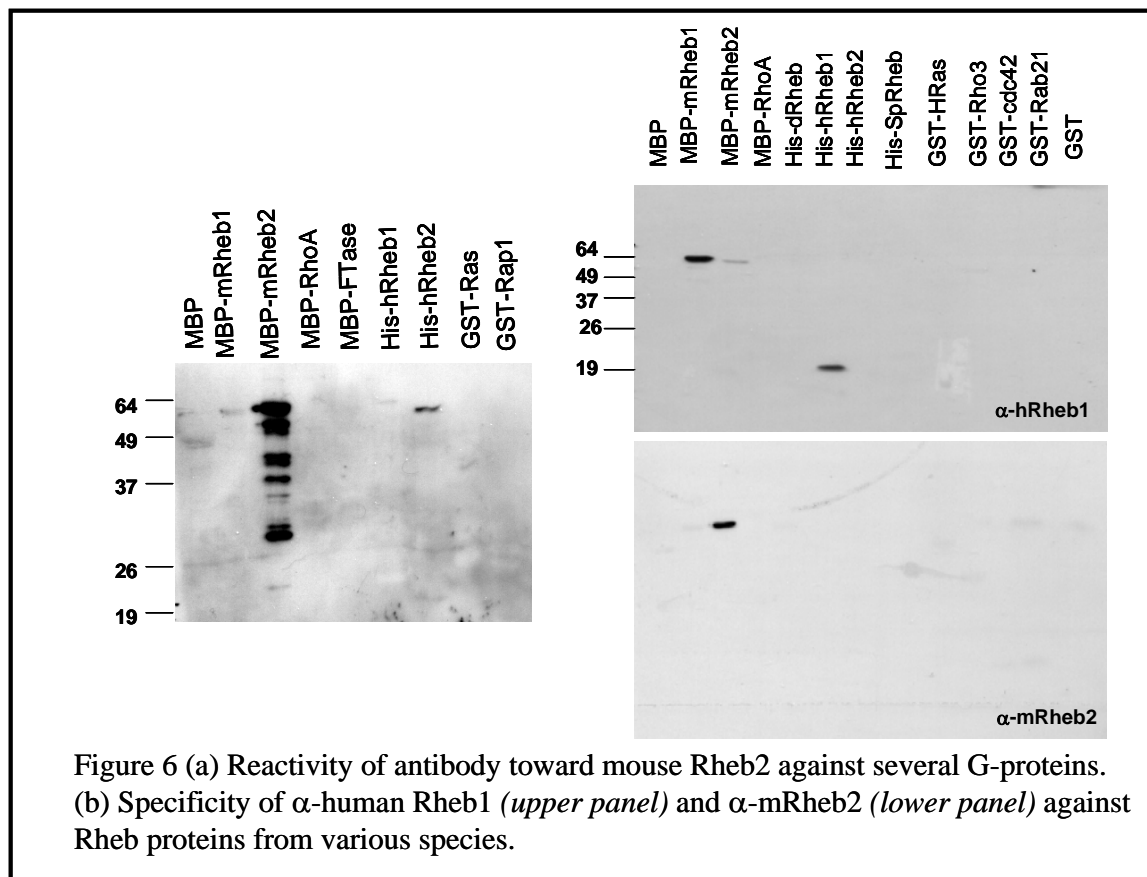 MBP
MBP-mRheb1
MBP-mRheb2
MBP-RhoA
MBP-FTase
His-hRheb1
His-hRheb2
GST-Ras
GST-Rap1
64
49
37
26
19
MBP
MBP-mRheb1
MBP-mRheb2
MBP-RhoA
His-dRheb
His-hRheb1
His-hRheb2
His-SpRheb
GST-HRas
GST-Rho3
GST-cdc42
GST-Rab21
GST
64
49
37
26
19
α-hRheb1
α-mRheb2
Figure 6 (a) Reactivity of antibody toward mouse Rheb2 against several G-proteins.
(b) Specificity of α-human Rheb1 (upper panel) and α-mRheb2 (lower panel) against
Rheb proteins from various species.